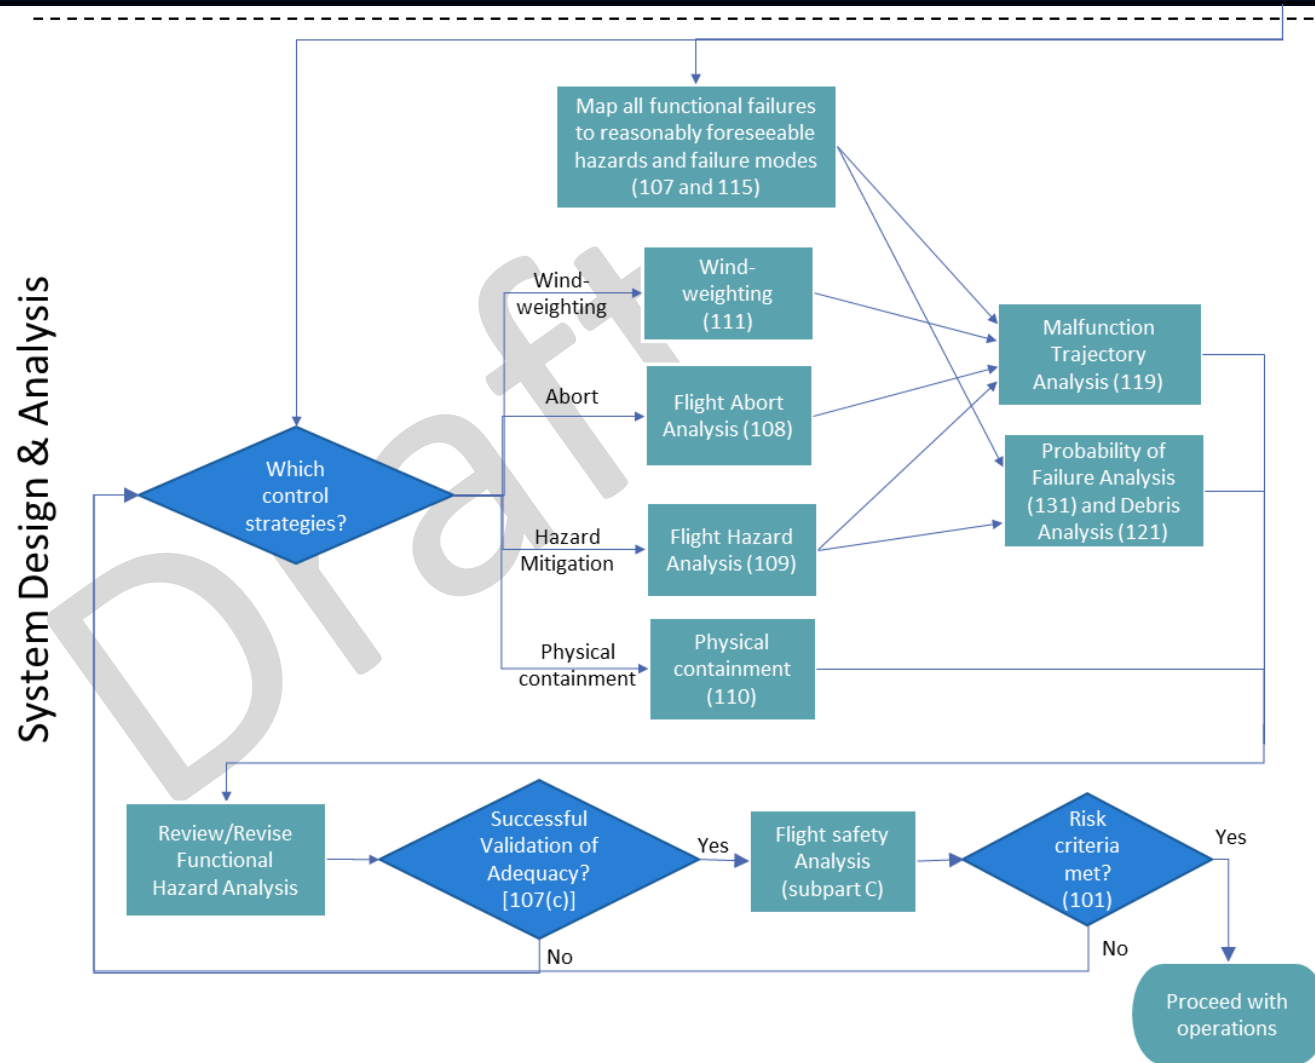 System Design & Analysis
Map all functional failures
to reasonably foreseeable
hazards and failure modes
(107 and 115)
Wind-
weighting
Wind-
weighting
(111)
Malfunction
Trajectory
Analysis (119)
Abort
Flight Abort
Analysis (108)
Which
control
strategies?
Probability of
Failure Analysis
(131) and Debris
Analysis (121)
Hazard
Mitigation
Flight Hazard
Analysis (109)
Physical
containment
Physical
containment
(110)
Draft
Review/Revise
Functional
Hazard Analysis
Successful
Validation of
Adequacy?
[107(c)]
Yes
Flight safety
Analysis
(subpart C)
Risk
criteria
met?
(101)
Yes
No
No
Proceed with
operations